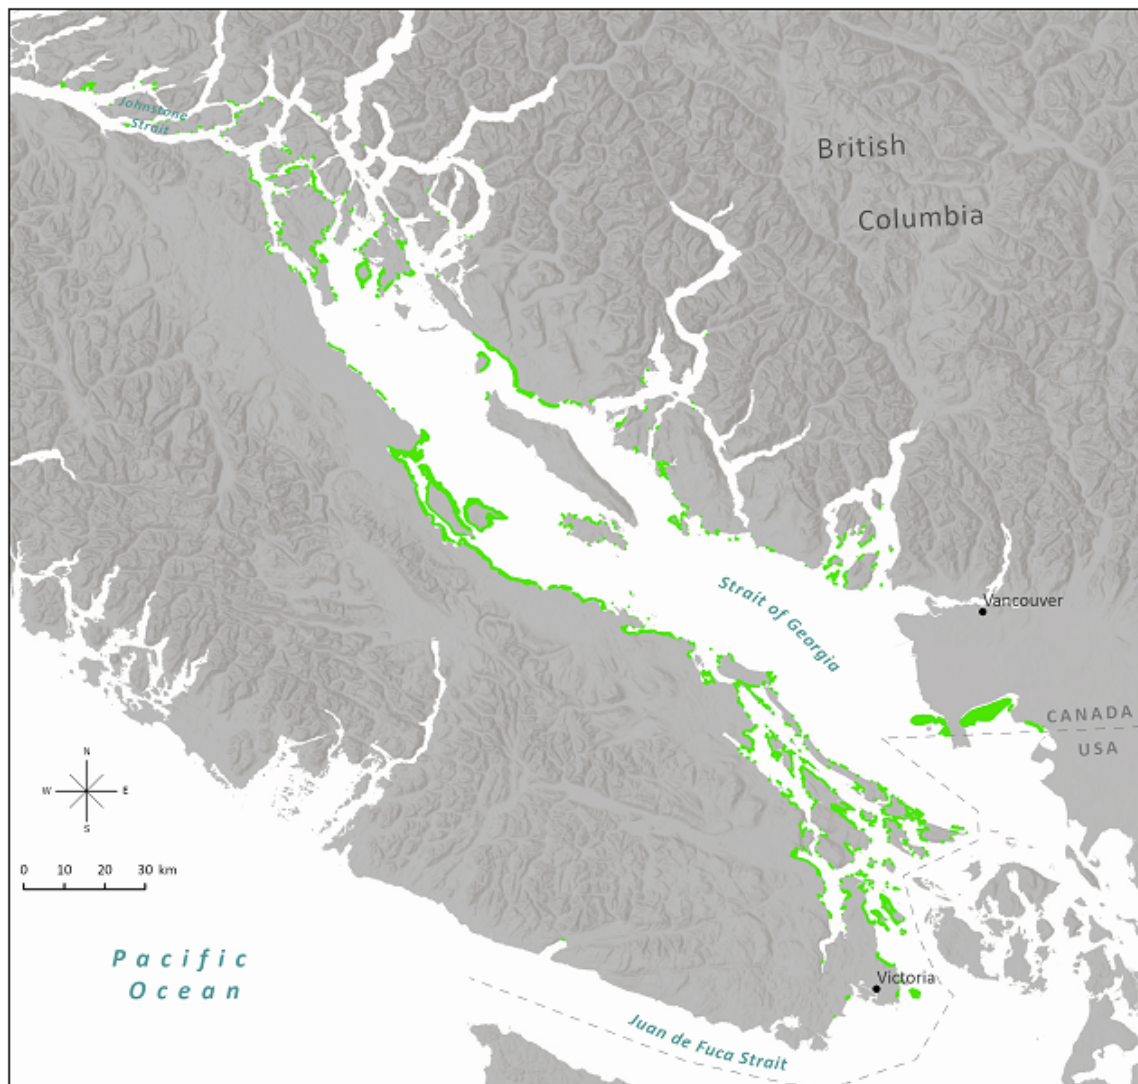 Johnstone
Strait
British
Columbia
Vancouver
Strait of Georgia
CANADA
USA
N
W E
S
0 10 20 30 km
Pacific
Ocean
Victoria
Juan de Fuca Strait